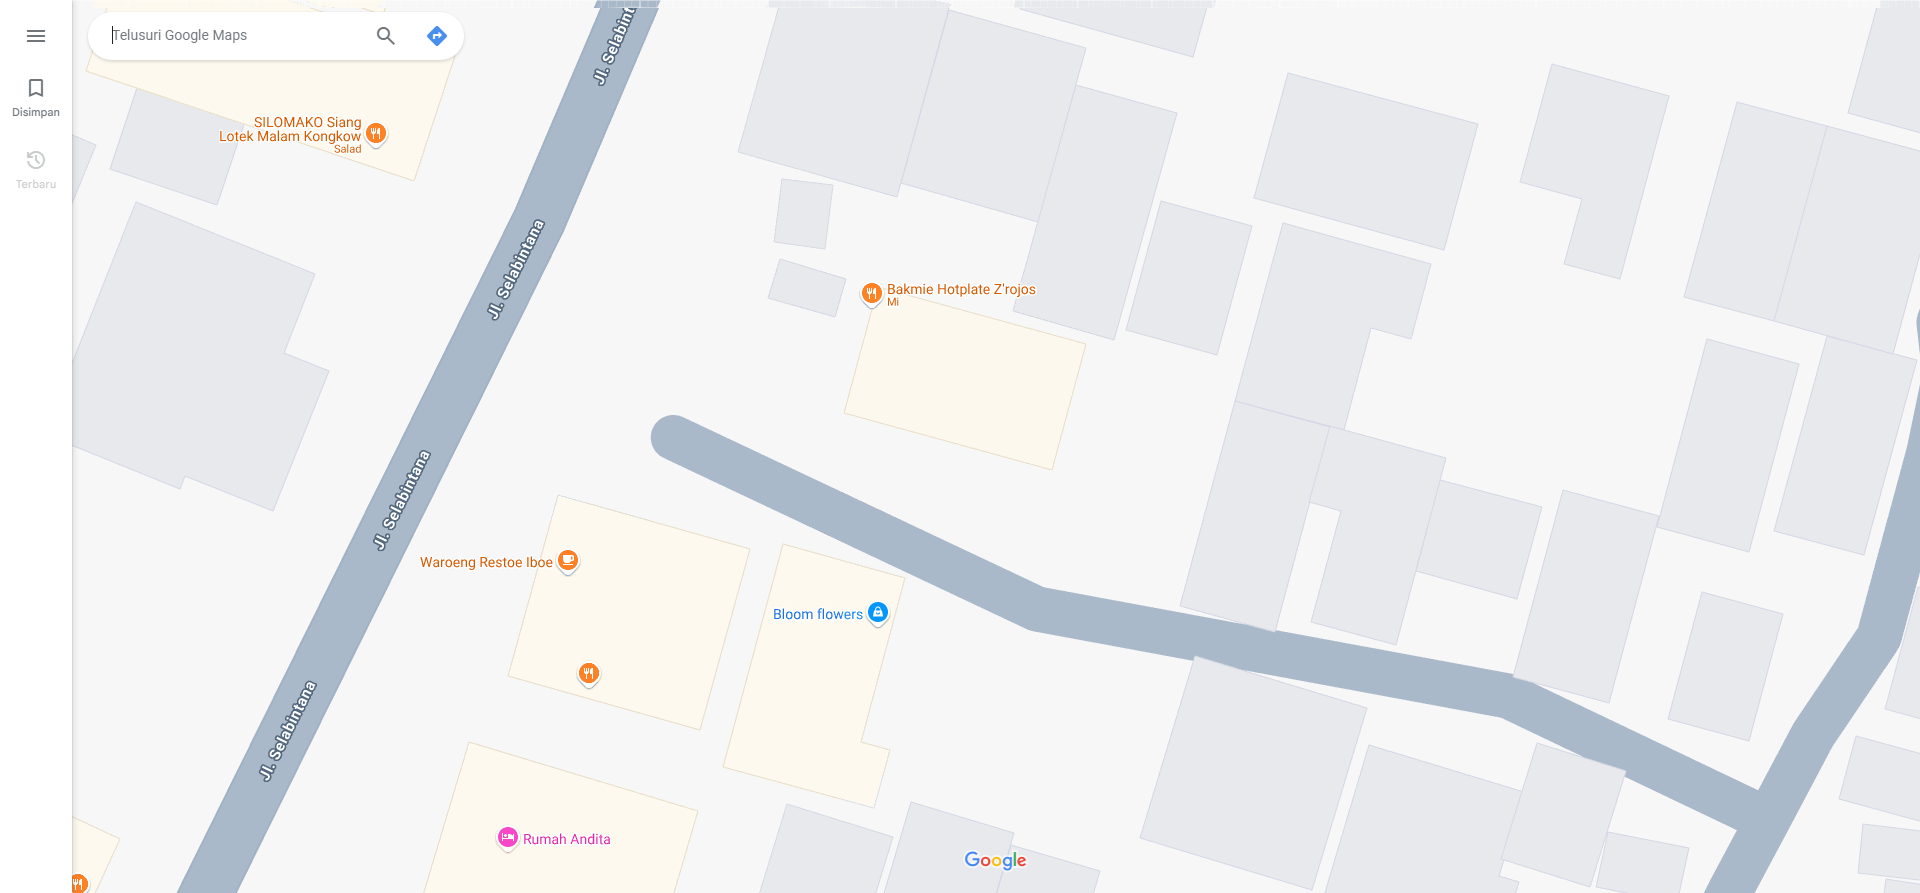 Telusuri Google Maps
Disimpan
Terbaru
Jl. Selabint
SILOMAKO Siang
Lotek Malam Kongkow
Salad
Jl. Selabintana
Bakmie Hotplate Z'rojos
Mi
Jl. Selabintana
Waroeng Restoe Iboe
Bloom flowers
Jl. Selabintana
Rumah Andita
Google